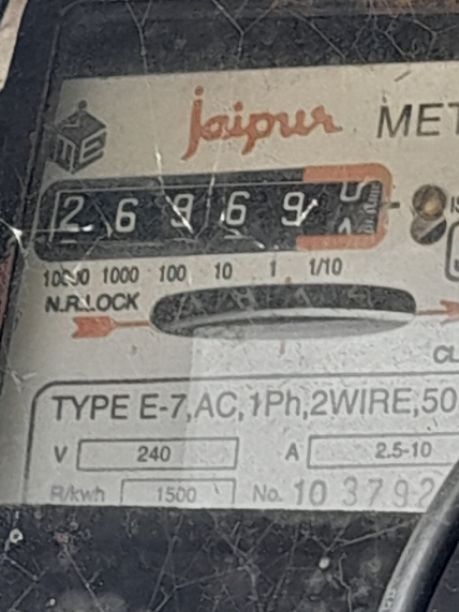 ME
Jaipur MET
2 6 9 6 9
10000 1000 100 10 1 1/10
N.R.LOCK
TYPE E-7,AC,1Ph,2WIRE,50
V 240 A 2.5-10
R/kwh 1500 No. 10 3792